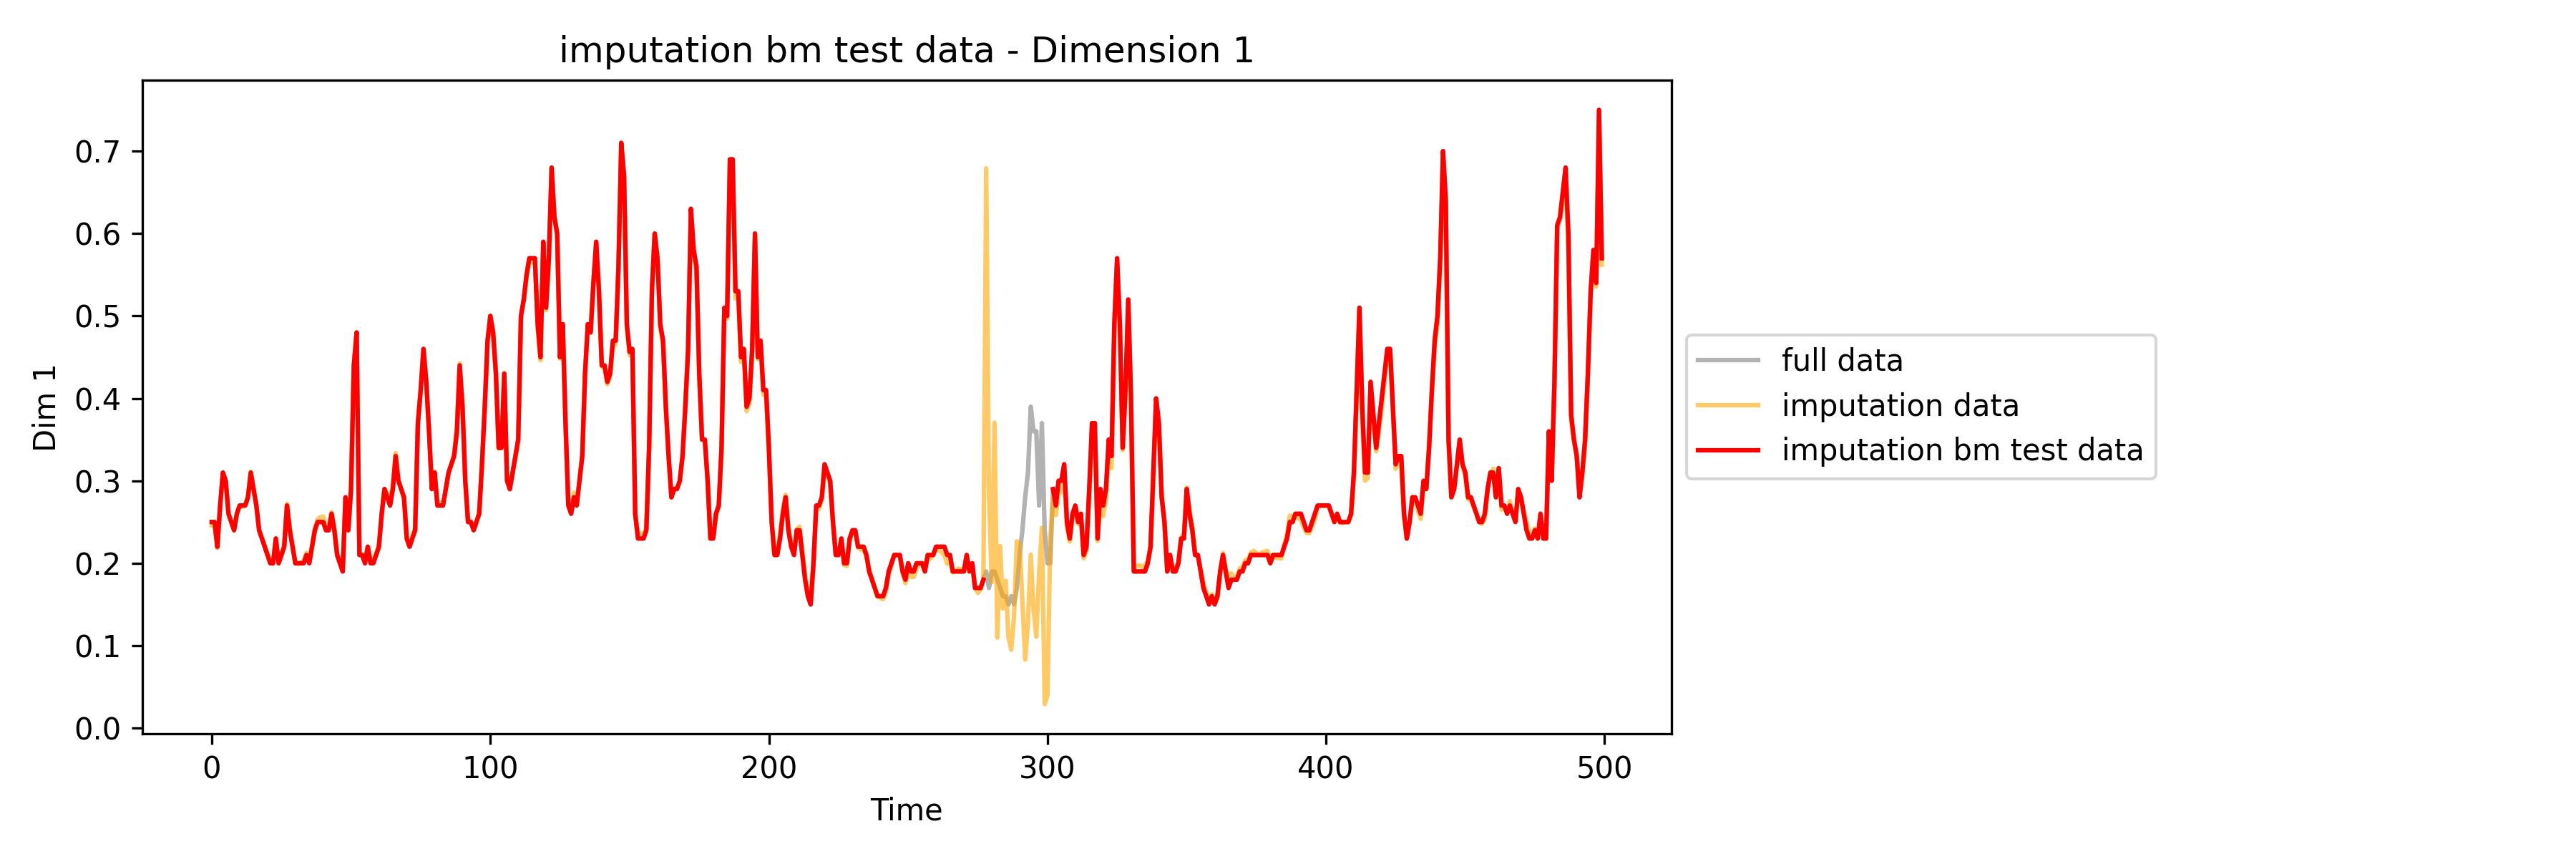 imputation bm test data - Dimension 1
0.7
0.6
0.5
0.4
0.3
0.2
0.1
0.0
Dim 1
0 100 200 300 400 500
Time
full data
imputation data
imputation bm test data